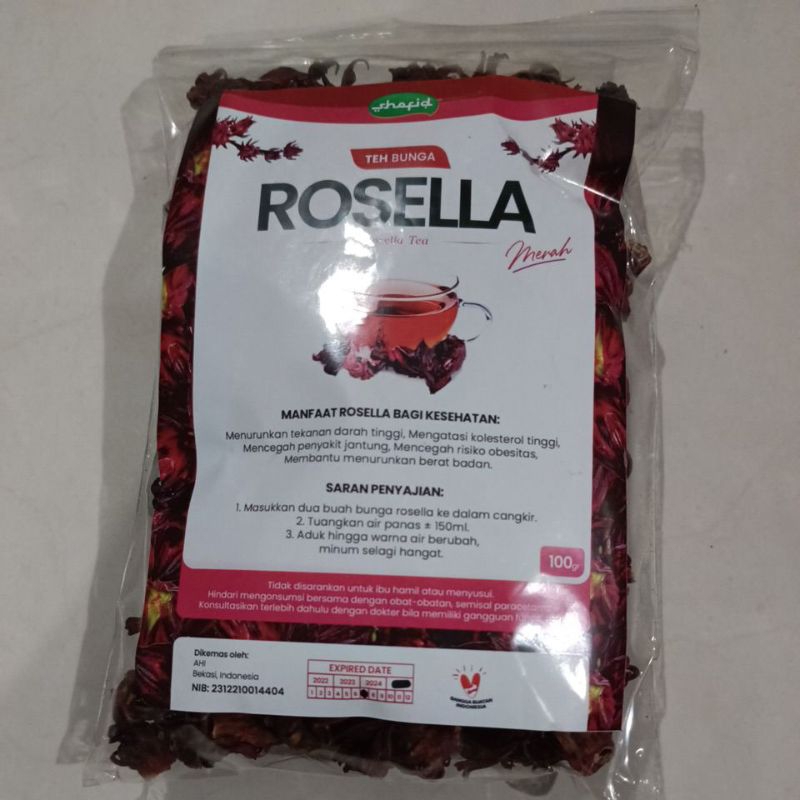 shafid
TEH BUNGA
ROSELLA
Tea
Merah
MANFAAT ROSELLA BAGI KESEHATAN:
Menurunkan tekanan darah tinggi, Mengatasi kolesterol tinggi,
Mencegah penyakit jantung, Mencegah risiko obesitas,
Membantu menurunkan berat badan.
SARAN PENYAJIAN:
1. Masukkan dua buah bunga rosella ke dalam cangkir.
2. Tuangkan air panas ± 150ml.
3. Aduk hingga warna air berubah,
minum selagi hangat.
100gr
Tidak disarankan untuk ibu hamil atau menyusui.
Hindari mengonsumsi bersama dengan obat-obatan, semisal
Konsultasikan terlebih dahulu dengan dokter bila memiliki gangguan
Dikemas oleh:
AHI
Bekasi, Indonesia
NIB: 2312210014404
EXPIRED DATE
2022 2023 2024
1 2 3 4 5 6 8 9 10 11 12
BANGGA BUATAN
INDONESIA